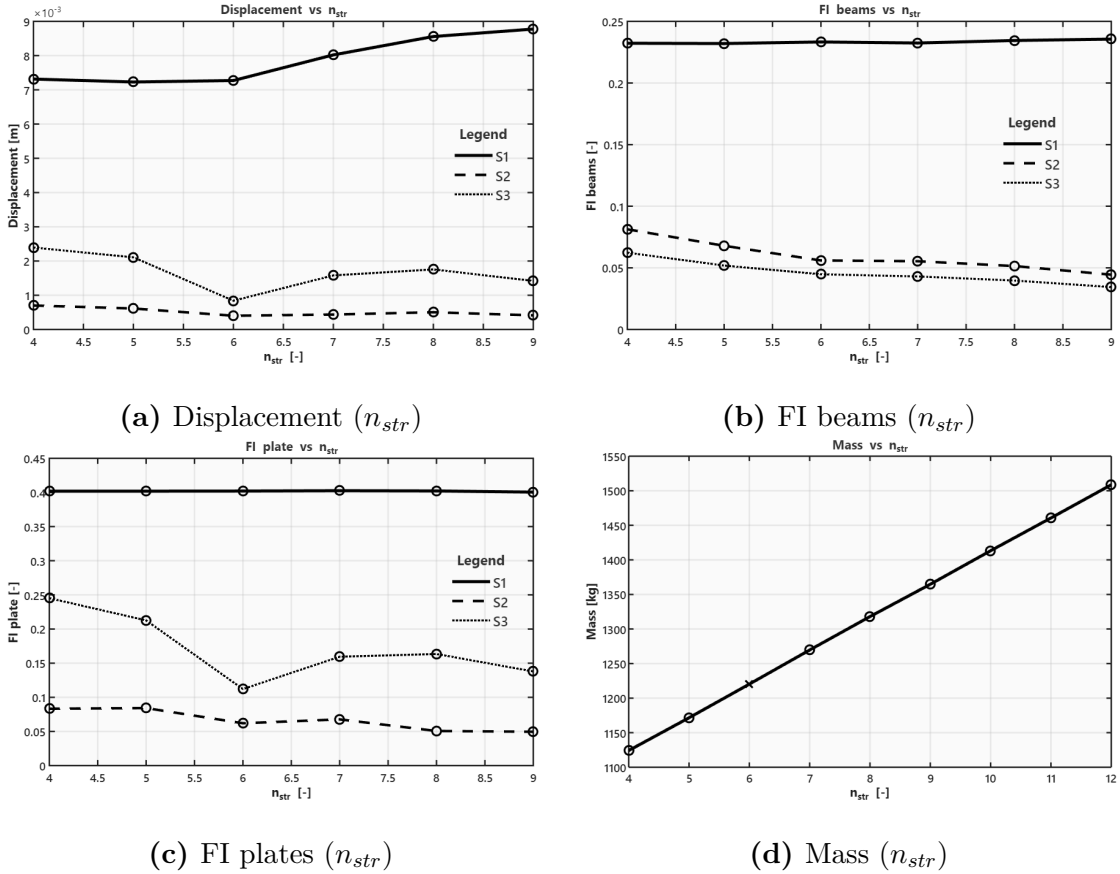 Displacement vs n_str
×10⁻³
9
8
7
6
5
4
3
2
1
0
Displacement [m]
Legend
S1
S2
S3
4 4.5 5 5.5 6 6.5 7 7.5 8 8.5 9
n_str [-]
(a) Displacement (n_str)
FI beams vs n_str
0.25
0.2
0.15
0.1
0.05
0
FI beams [-]
Legend
S1
S2
S3
4 4.5 5 5.5 6 6.5 7 7.5 8 8.5 9
n_str [-]
(b) FI beams (n_str)
FI plate vs n_str
0.45
0.4
0.35
0.3
0.25
0.2
0.15
0.1
0.05
0
FI plate [-]
Legend
S1
S2
S3
4 4.5 5 5.5 6 6.5 7 7.5 8 8.5 9
n_str [-]
(c) FI plates (n_str)
Mass vs n_str
1550
1500
1450
1400
1350
1300
1250
1200
1150
1100
Mass [kg]
4 5 6 7 8 9 10 11 12
n_str [-]
(d) Mass (n_str)